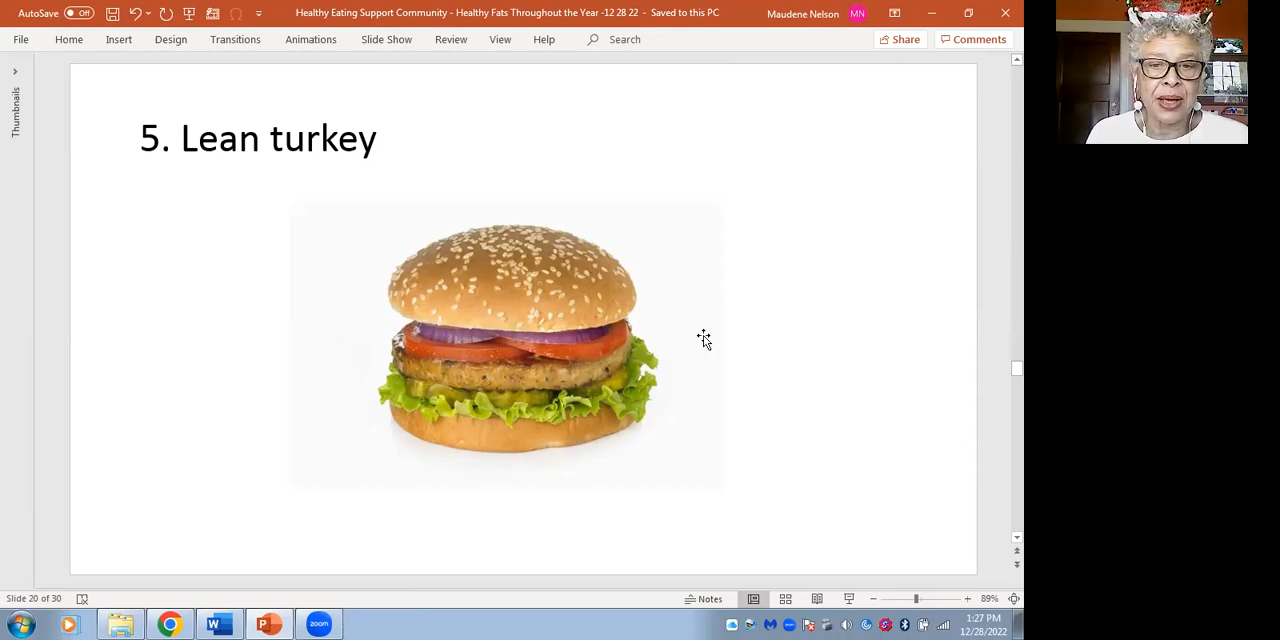 AutoSave Off Healthy Eating Support Community - Healthy Fats Throughout the Year -12 28 22 - Saved to this PC Maudene Nelson MN
File Home Insert Design Transitions Animations Slide Show Review View Help Search Share Comments
Thumbnails
5. Lean turkey
Slide 20 of 30 Notes 89%
zoom
1:27 PM
12/28/2022